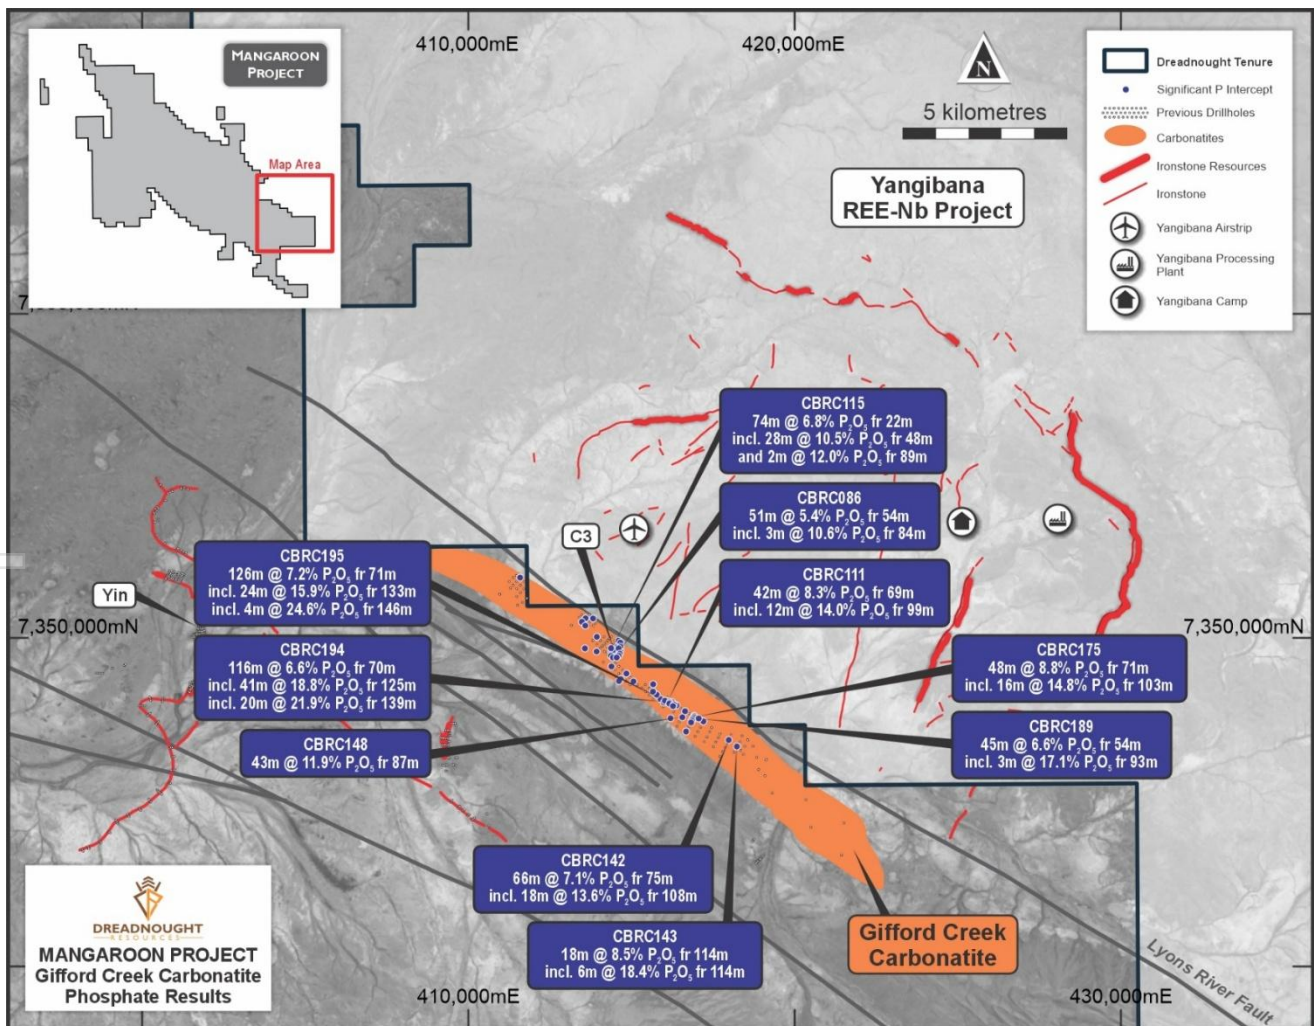 MANGAROON
PROJECT
Map Area
410,000mE
420,000mE
N
5 kilometres
Yangibana
REE-Nb Project
Dreadnought Tenure
Significant P Intercept
Previous Drillholes
Carbonatites
Ironstone Resources
Ironstone
Yangibana Airstrip
Yangibana Processing
Plant
Yangibana Camp
CBRC115
74m @ 6.8% P₂O₅ fr 22m
incl. 28m @ 10.5% P₂O₅ fr 48m
and 2m @ 12.0% P₂O₅ fr 89m
CBRC086
51m @ 5.4% P₂O₅ fr 54m
incl. 3m @ 10.6% P₂O₅ fr 84m
C3
CBRC111
42m @ 8.3% P₂O₅ fr 69m
incl. 12m @ 14.0% P₂O₅ fr 99m
CBRC195
126m @ 7.2% P₂O₅ fr 71m
incl. 24m @ 15.9% P₂O₅ fr 133m
incl. 4m @ 24.6% P₂O₅ fr 146m
Yin
7,350,000mN
7,350,000mN
CBRC194
116m @ 6.6% P₂O₅ fr 70m
incl. 41m @ 18.8% P₂O₅ fr 125m
incl. 20m @ 21.9% P₂O₅ fr 139m
CBRC175
48m @ 8.8% P₂O₅ fr 71m
incl. 16m @ 14.8% P₂O₅ fr 103m
CBRC148
43m @ 11.9% P₂O₅ fr 87m
CBRC189
45m @ 6.6% P₂O₅ fr 54m
incl. 3m @ 17.1% P₂O₅ fr 93m
CBRC142
66m @ 7.1% P₂O₅ fr 75m
incl. 18m @ 13.6% P₂O₅ fr 108m
CBRC143
18m @ 8.5% P₂O₅ fr 114m
incl. 6m @ 18.4% P₂O₅ fr 114m
Gifford Creek
Carbonatite
Lyons River Fault
DREADNOUGHT
RESOURCES
MANGAROON PROJECT
Gifford Creek Carbonatite
Phosphate Results
410,000mE
430,000mE